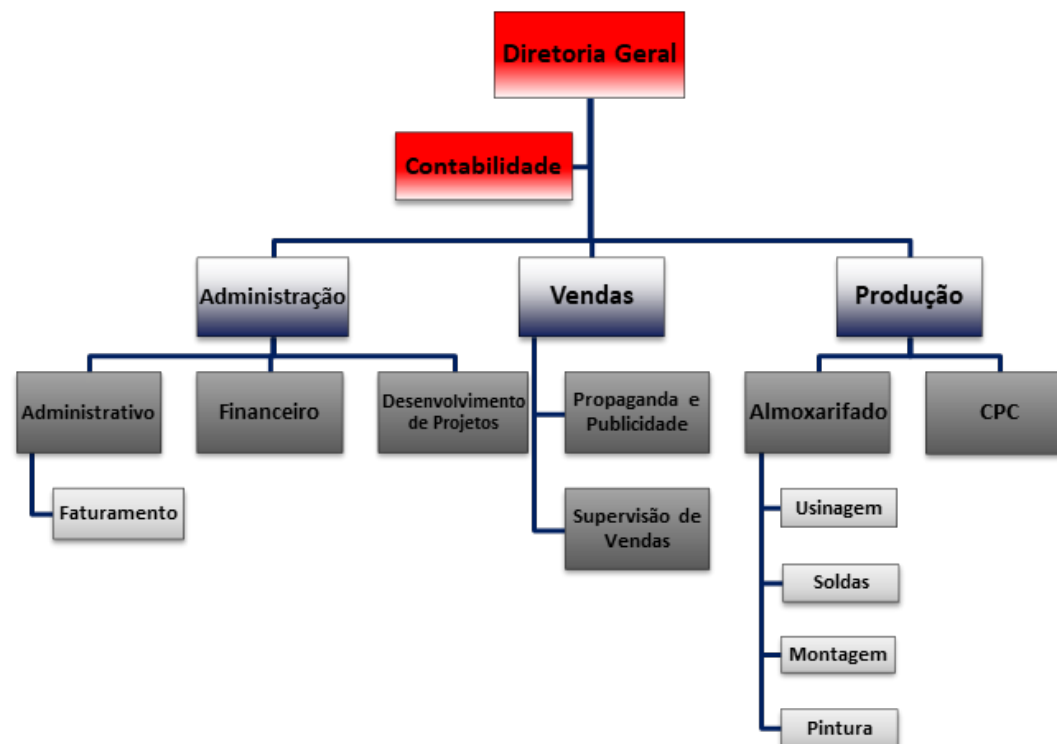 Diretoria Geral
Contabilidade
Administração
Vendas
Produção
Administrativo
Financeiro
Desenvolvimento
de Projetos
Propaganda e
Publicidade
Almoxarifado
CPC
Faturamento
Supervisão de
Vendas
Usinagem
Soldas
Montagem
Pintura